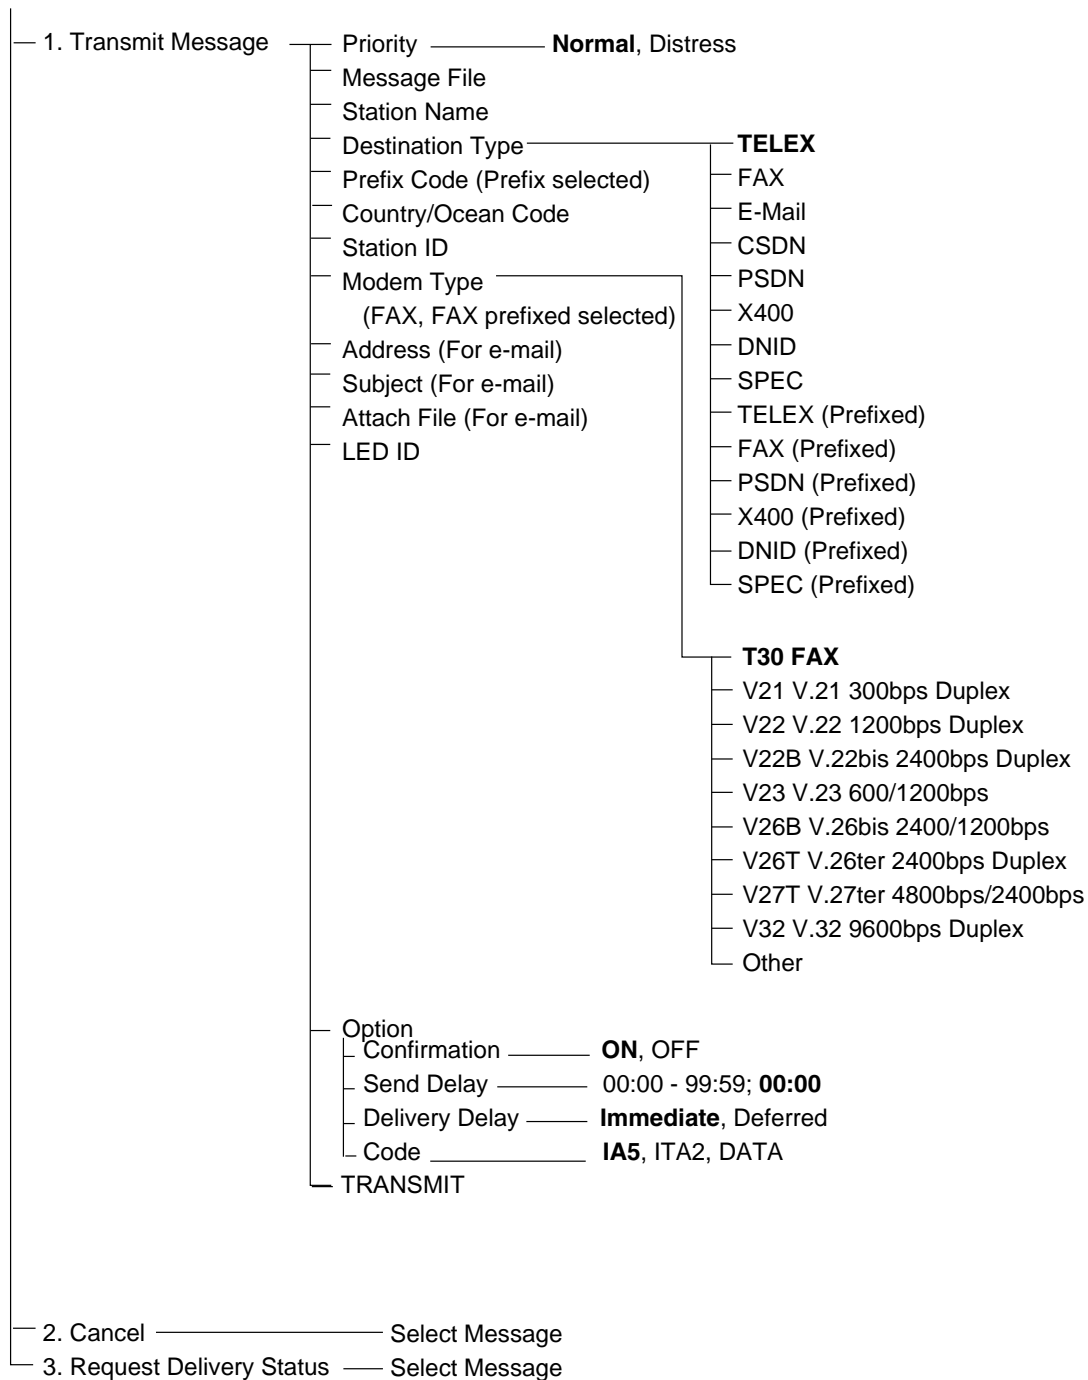 1. Transmit Message
Priority
Normal, Distress
Message File
Station Name
Destination Type
TELEX
Prefix Code (Prefix selected)
FAX
Country/Ocean Code
E-Mail
Station ID
CSDN
Modem Type
PSDN
(FAX, FAX prefixed selected)
X400
Address (For e-mail)
DNID
Subject (For e-mail)
SPEC
Attach File (For e-mail)
TELEX (Prefixed)
LED ID
FAX (Prefixed)
PSDN (Prefixed)
X400 (Prefixed)
DNID (Prefixed)
SPEC (Prefixed)
T30 FAX
V21 V.21 300bps Duplex
V22 V.22 1200bps Duplex
V22B V.22bis 2400bps Duplex
V23 V.23 600/1200bps
V26B V.26bis 2400/1200bps
V26T V.26ter 2400bps Duplex
V27T V.27ter 4800bps/2400bps
V32 V.32 9600bps Duplex
Other
Option
Confirmation
ON, OFF
Send Delay
00:00 - 99:59; 00:00
Delivery Delay
Immediate, Deferred
Code
IA5, ITA2, DATA
TRANSMIT
2. Cancel
Select Message
3. Request Delivery Status
Select Message